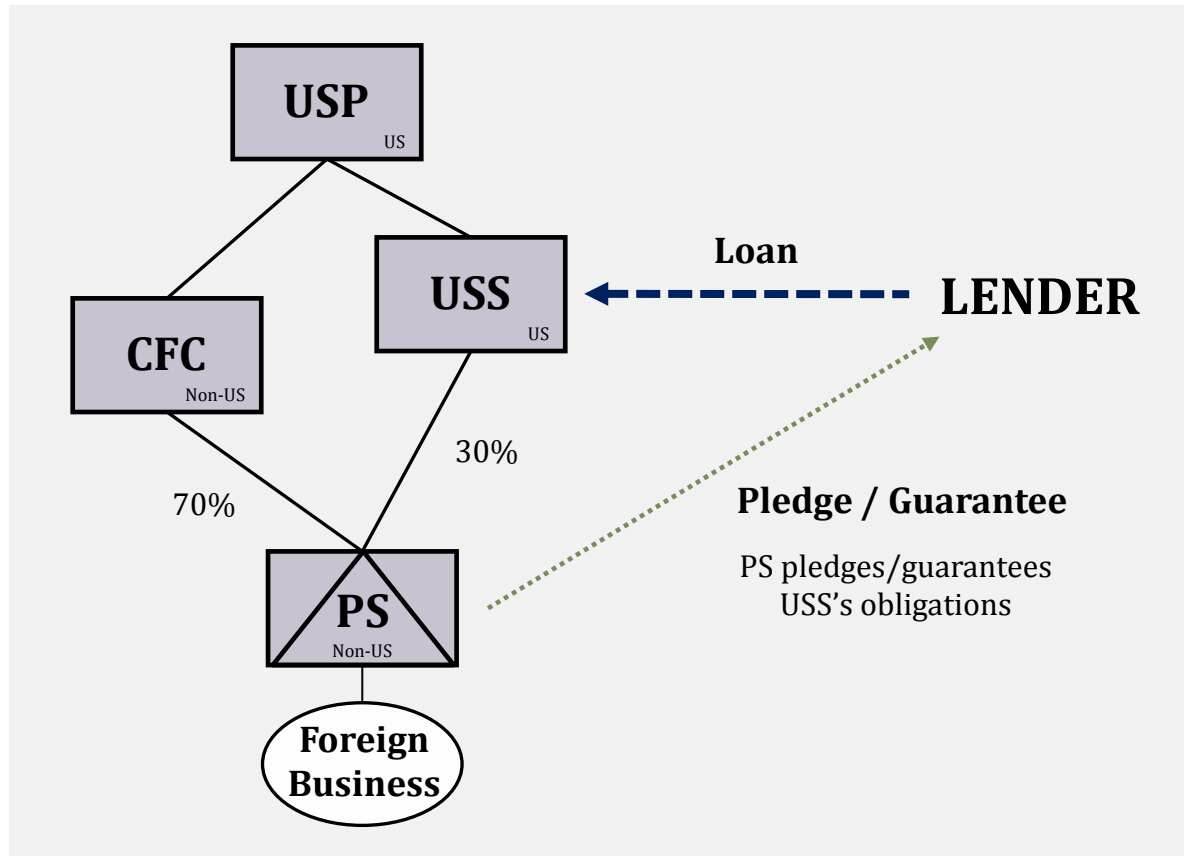 USP
US
USS
US
Loan
LENDER
CFC
Non-US
30%
70%
Pledge / Guarantee
PS pledges/guarantees
USS’s obligations
PS
Non-US
Foreign
Business